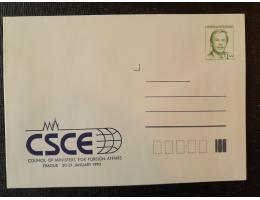 CSCE
COUNCIL OF MINISTERS FOR FOREIGN AFFAIRS
PRAGUE 30-31 JANUARY 1992